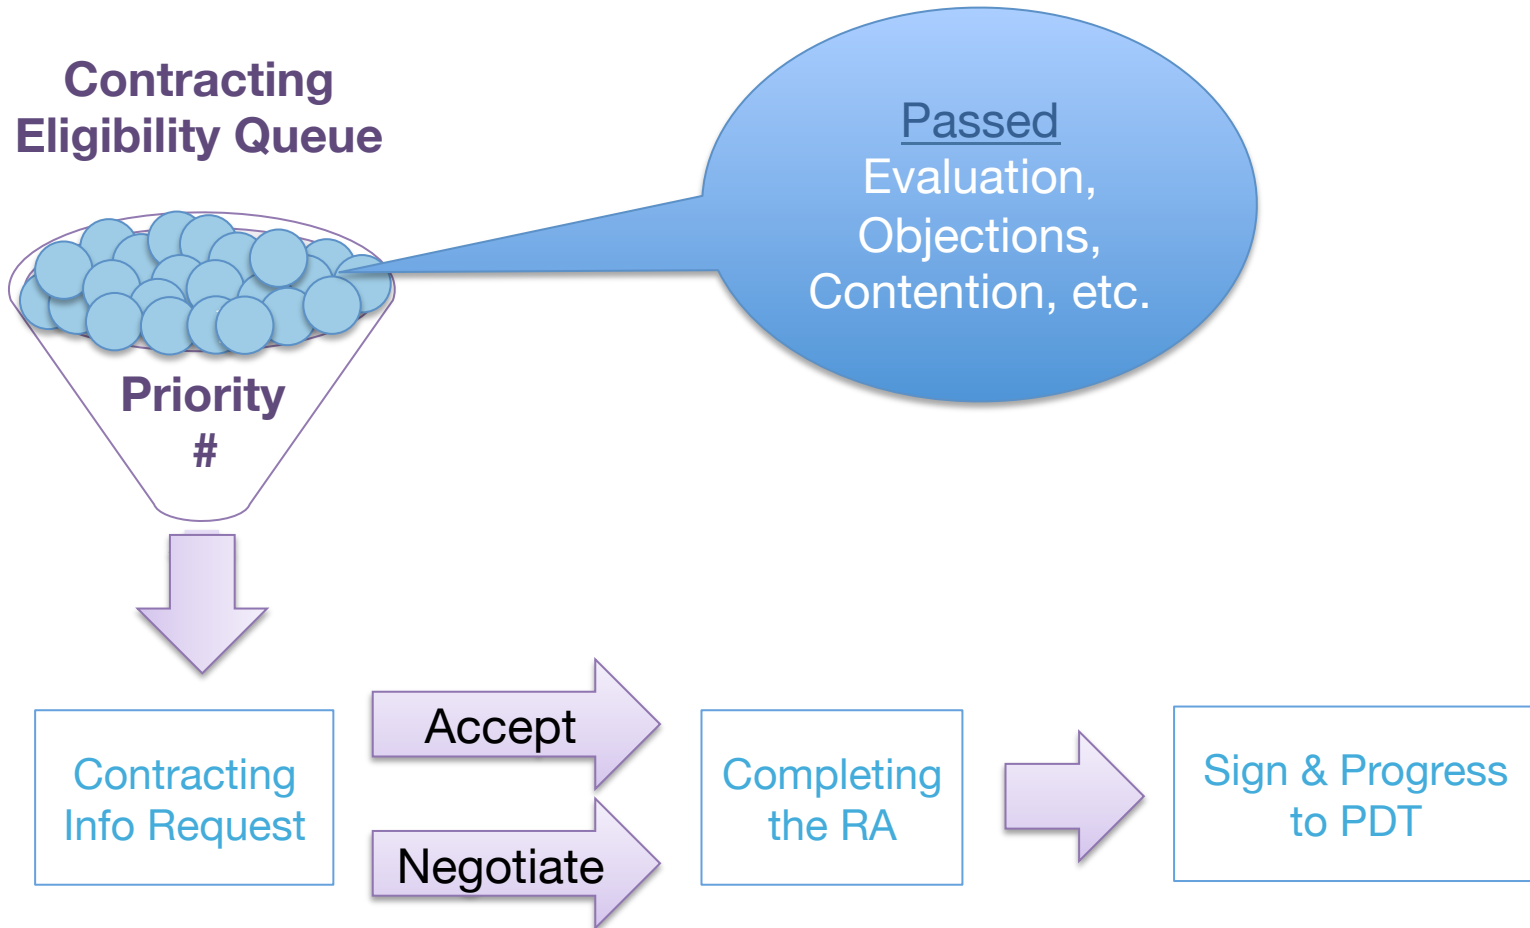 Contracting
Eligibility Queue
Passed
Evaluation,
Objections,
Contention, etc.
Priority
#
Contracting
Info Request
Accept
Negotiate
Completing
the RA
Sign & Progress
to PDT